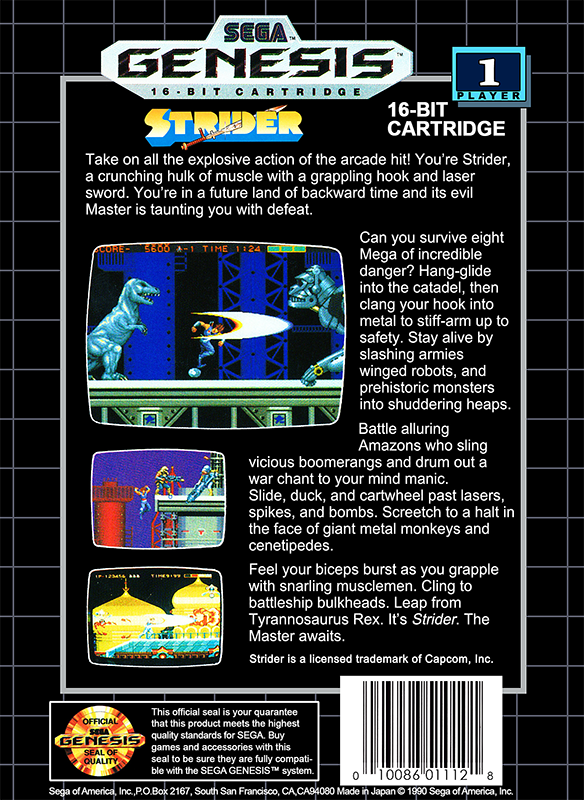 SEGA™
GENESIS
16-BIT CARTRIDGE
1
PLAYER
STRIDER
16-BIT
CARTRIDGE
Take on all the explosive action of the arcade hit! You're Strider,
a crunching hulk of muscle with a grappling hook and laser
sword. You're in a future land of backward time and its evil
Master is taunting you with defeat.
SCORE- 5600 -1 TIME 1:24
Can you survive eight
Mega of incredible
danger? Hang-glide
into the catadel, then
clang your hook into
metal to stiff-arm up to
safety. Stay alive by
slashing armies
winged robots, and
prehistoric monsters
into shuddering heaps.
Battle alluring
Amazons who sling
vicious boomerangs and drum out a
war chant to your mind manic.
Slide, duck, and cartwheel past lasers,
spikes, and bombs. Screetch to a halt in
the face of giant metal monkeys and
cenetipedes.
Feel your biceps burst as you grapple
with snarling musclemen. Cling to
battleship bulkheads. Leap from
Tyrannosaurus Rex. It's Strider. The
Master awaits.
Strider is a licensed trademark of Capcom, Inc.
OFFICIAL
SEGA
GENESIS
SEAL OF
QUALITY
This official seal is your quarantee
that this product meets the highest
quality standards for SEGA. Buy
games and accessories with this
seal to be sure they are fully compati-
ble with the SEGA GENESIS™ system.
0 10086 01112 8
Sega of America, Inc.,P.O.Box 2167, South San Francisco, CA,CA94080 Made in Japan © 1990 Sega of America, Inc.